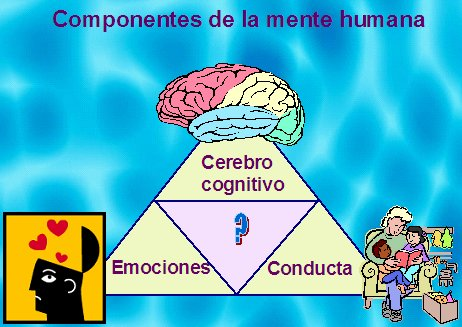 Componentes de la mente humana
Cerebro
cognitivo
?
Emociones
Conducta